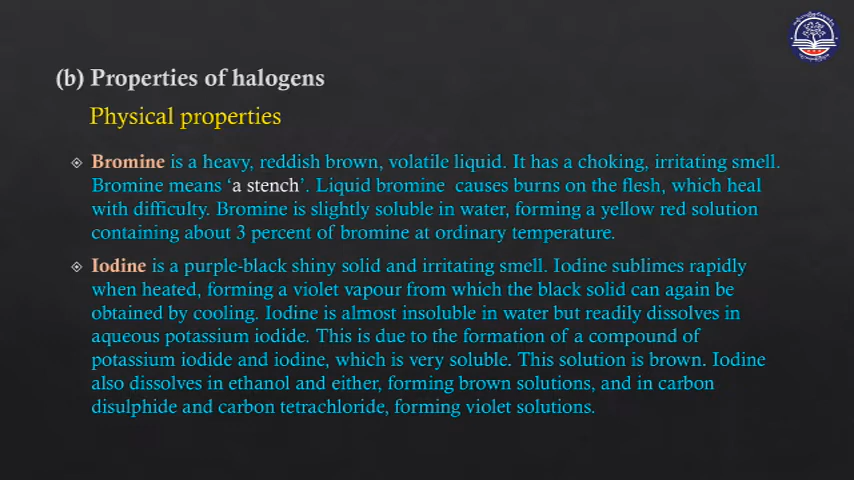 (b) Properties of halogens
Physical properties
Bromine is a heavy, reddish brown, volatile liquid. It has a choking, irritating smell.
Bromine means ‘a stench’. Liquid bromine causes burns on the flesh, which heal
with difficulty. Bromine is slightly soluble in water, forming a yellow red solution
containing about 3 percent of bromine at ordinary temperature.
Iodine is a purple-black shiny solid and irritating smell. Iodine sublimes rapidly
when heated, forming a violet vapour from which the black solid can again be
obtained by cooling. Iodine is almost insoluble in water but readily dissolves in
aqueous potassium iodide. This is due to the formation of a compound of
potassium iodide and iodine, which is very soluble. This solution is brown. Iodine
also dissolves in ethanol and either, forming brown solutions, and in carbon
disulphide and carbon tetrachloride, forming violet solutions.